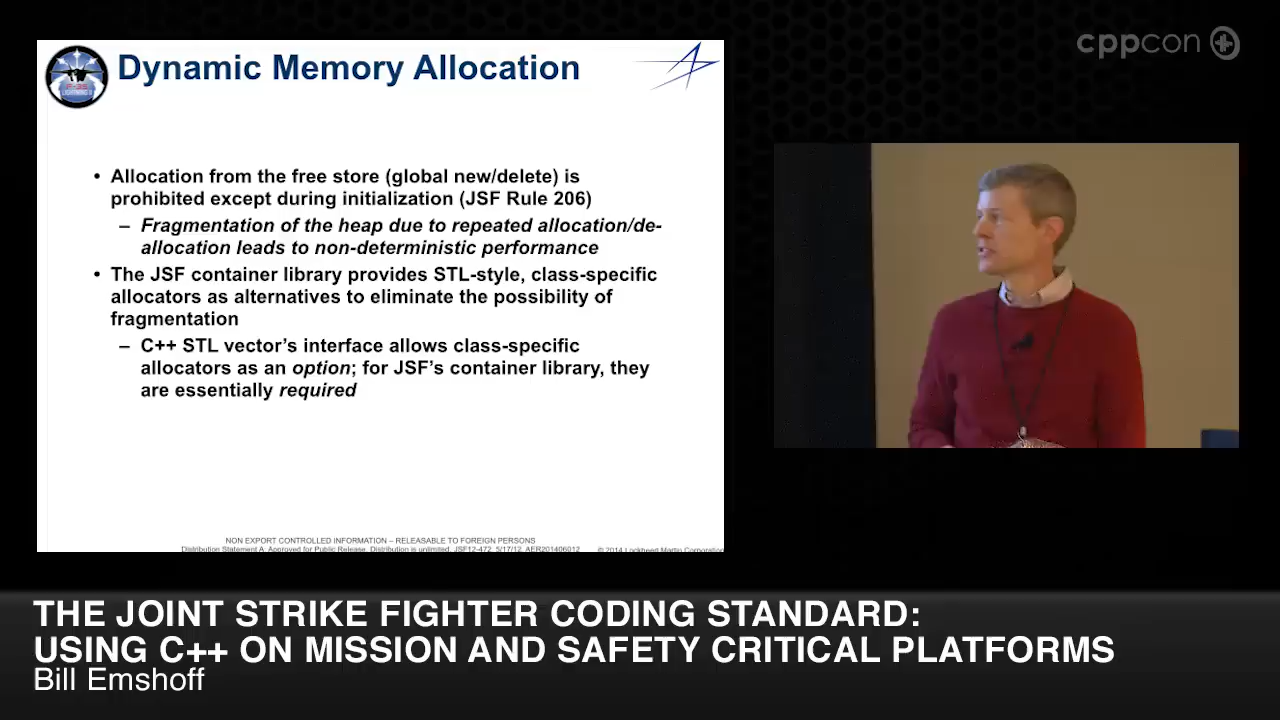 cppcon
F-35
Dynamic Memory Allocation
• Allocation from the free store (global new/delete) is
prohibited except during initialization (JSF Rule 206)
– Fragmentation of the heap due to repeated allocation/de-
allocation leads to non-deterministic performance
• The JSF container library provides STL-style, class-specific
allocators as alternatives to eliminate the possibility of
fragmentation
– C++ STL vector's interface allows class-specific
allocators as an option; for JSF's container library, they
are essentially required
NON EXPORT CONTROLLED INFORMATION – RELEASABLE TO FOREIGN PERSONS
Distribution Statement A: Approved for Public Release. Distribution is unlimited. JSF12-472, 5/17/12, AER201406012
© 2014 Lockheed Martin Corporation
THE JOINT STRIKE FIGHTER CODING STANDARD:
USING C++ ON MISSION AND SAFETY CRITICAL PLATFORMS
Bill Emshoff